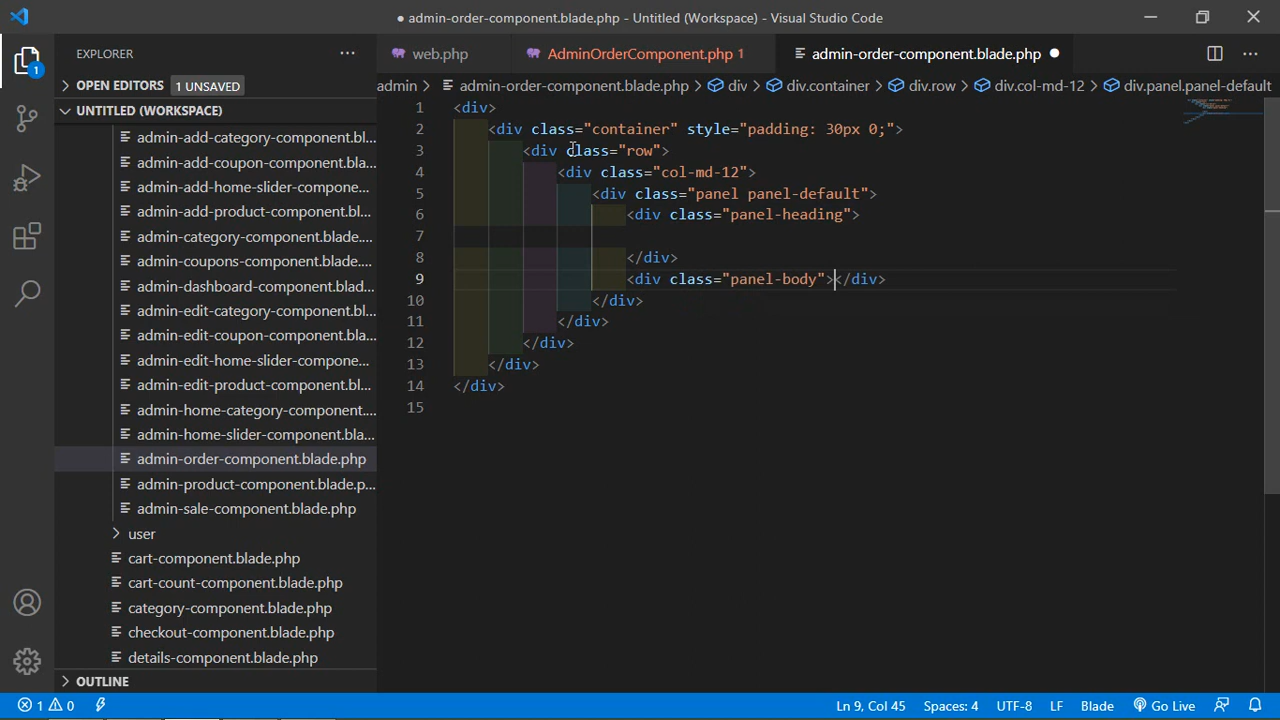 ● admin-order-component.blade.php - Untitled (Workspace) - Visual Studio Code
EXPLORER
web.php
AdminOrderComponent.php 1
admin-order-component.blade.php ●
OPEN EDITORS 1 UNSAVED
admin > admin-order-component.blade.php > div > div.container > div.row > div.col-md-12 > div.panel.panel-default
UNTITLED (WORKSPACE)
admin-add-category-component.bl...
admin-add-coupon-component.bla...
admin-add-home-slider-compone...
admin-add-product-component.bl...
admin-category-component.blade....
admin-coupons-component.blade....
admin-dashboard-component.blad...
admin-edit-category-component.bl...
admin-edit-coupon-component.bl...
admin-edit-home-slider-compone...
admin-edit-product-component.bl...
admin-home-category-component....
admin-home-slider-component.bla...
admin-order-component.blade.php
admin-product-component.blade.p...
admin-sale-component.blade.php
user
cart-component.blade.php
cart-count-component.blade.php
category-component.blade.php
checkout-component.blade.php
details-component.blade.php
OUTLINE
1
1 <div>
2 <div class="container" style="padding: 30px 0;">
3 <div class="row">
4 <div class="col-md-12">
5 <div class="panel panel-default">
6 <div class="panel-heading">
7
8 </div>
9 <div class="panel-body"></div>
10 </div>
11 </div>
12 </div>
13 </div>
14 </div>
15
1 0
Ln 9, Col 45 Spaces: 4 UTF-8 LF Blade Go Live